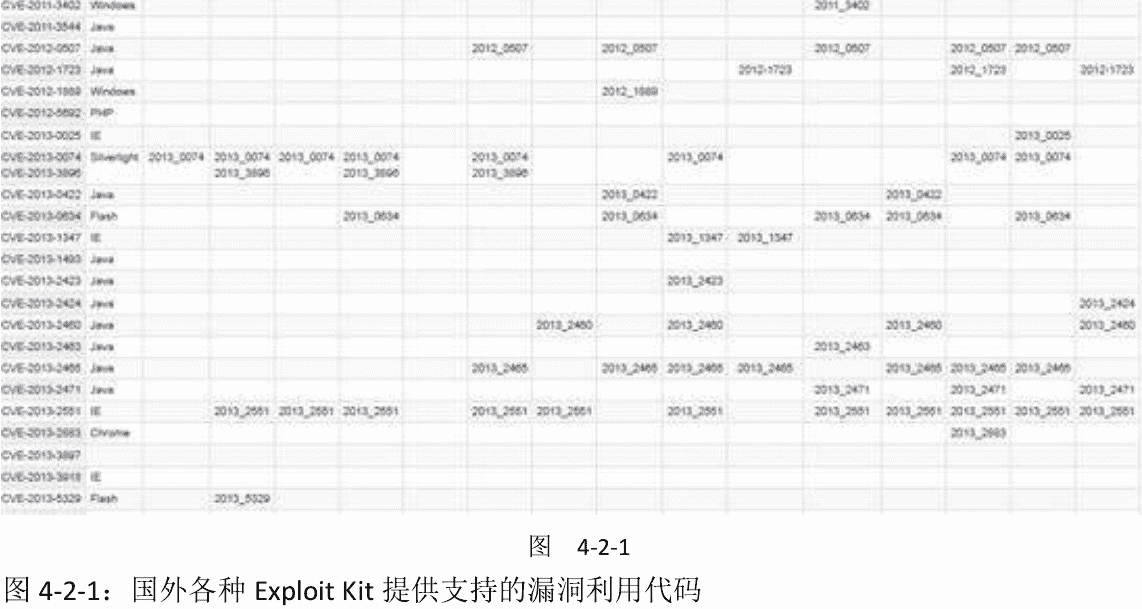 CVE-2011-3402 Windows 2011_3402
CVE-2011-3544 Java
CVE-2012-0507 Java 2012_0507 2012_0507 2012_0507 2012_0507 2012_0507
CVE-2012-1723 Java 2012-1723 2012_1723 2012-1723
CVE-2012-1889 Windows 2012_1889
CVE-2012-5692 PHP
CVE-2013-0025 IE 2013_0025
CVE-2013-0074 Silverlight 2013_0074 2013_0074 2013_0074 2013_0074 2013_0074 2013_0074 2013_0074 2013_0074
CVE-2013-3896 2013_3896 2013_3896 2013_3896
CVE-2013-0422 Java 2013_0422 2013_0422
CVE-2013-0634 Flash 2013_0634 2013_0634 2013_0634 2013_0634 2013_0634
CVE-2013-1347 IE 2013_1347 2013_1347
CVE-2013-1493 Java
CVE-2013-2423 Java 2013_2423
CVE-2013-2424 Java 2013_2424
CVE-2013-2460 Java 2013_2460 2013_2460 2013_2460 2013_2460
CVE-2013-2463 Java 2013_2463
CVE-2013-2465 Java 2013_2465 2013_2465 2013_2465 2013_2465 2013_2465 2013_2465 2013_2465
CVE-2013-2471 Java 2013_2471 2013_2471 2013_2471
CVE-2013-2551 IE 2013_2551 2013_2551 2013_2551 2013_2551 2013_2551 2013_2551 2013_2551 2013_2551 2013_2551 2013_2551 2013_2551
Chrome
CVE-2013-3897
CVE-2013-3918 IE
CVE-2013-5329 Flash 2013_5329
图 4-2-1
图 4-2-1：国外各种 Exploit Kit 提供支持的漏洞利用代码